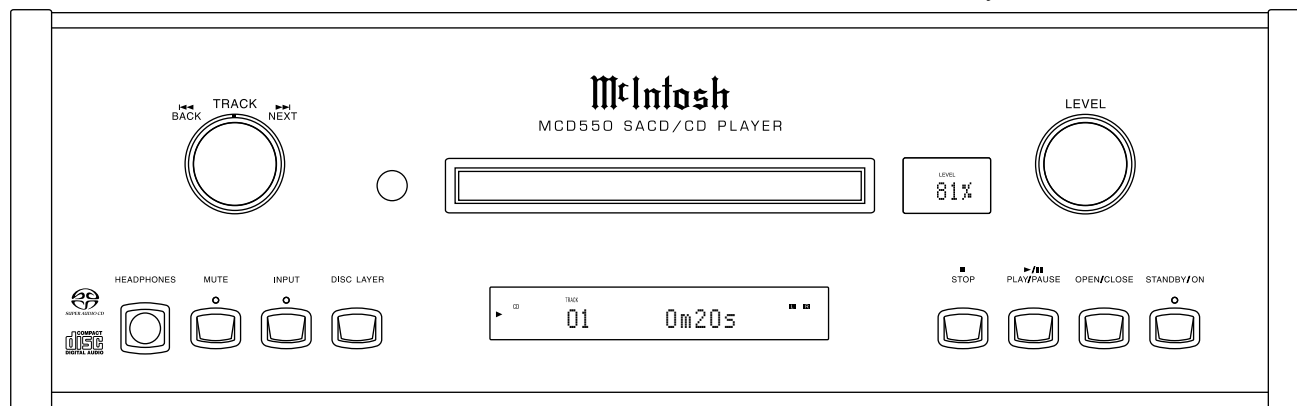 McIntosh
MCD550 SACD/CD PLAYER
TRACK
BACK
NEXT
LEVEL
LEVEL
81%
HEADPHONES
MUTE
INPUT
DISC LAYER
STOP
PLAY/PAUSE
OPEN/CLOSE
STANDBY/ON
SUPER AUDIO CD
COMPACT
disc
DIGITAL AUDIO
CD
TRACK
01
0m20s
L R